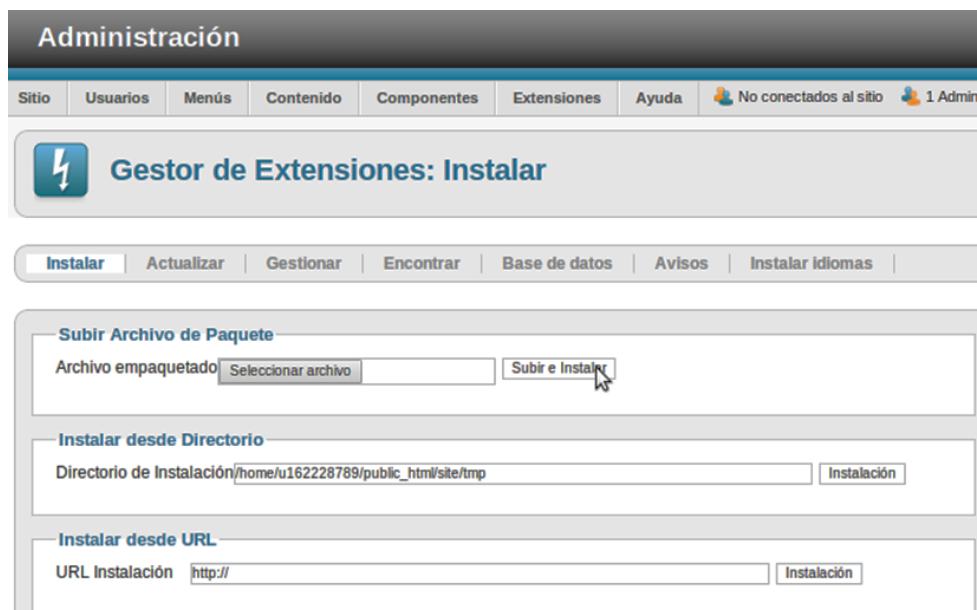 Administración
Sitio Usuarios Menús Contenido Componentes Extensiones Ayuda No conectados al sitio 1 Admin
Gestor de Extensiones: Instalar
Instalar Actualizar Gestionar Encontrar Base de datos Avisos Instalar idiomas
Subir Archivo de Paquete
Archivo empaquetado Seleccionar archivo Subir e Instalar
Instalar desde Directorio
Directorio de Instalación /home/u162228789/public_html/site/tmp Instalación
Instalar desde URL
URL Instalación http:// Instalación